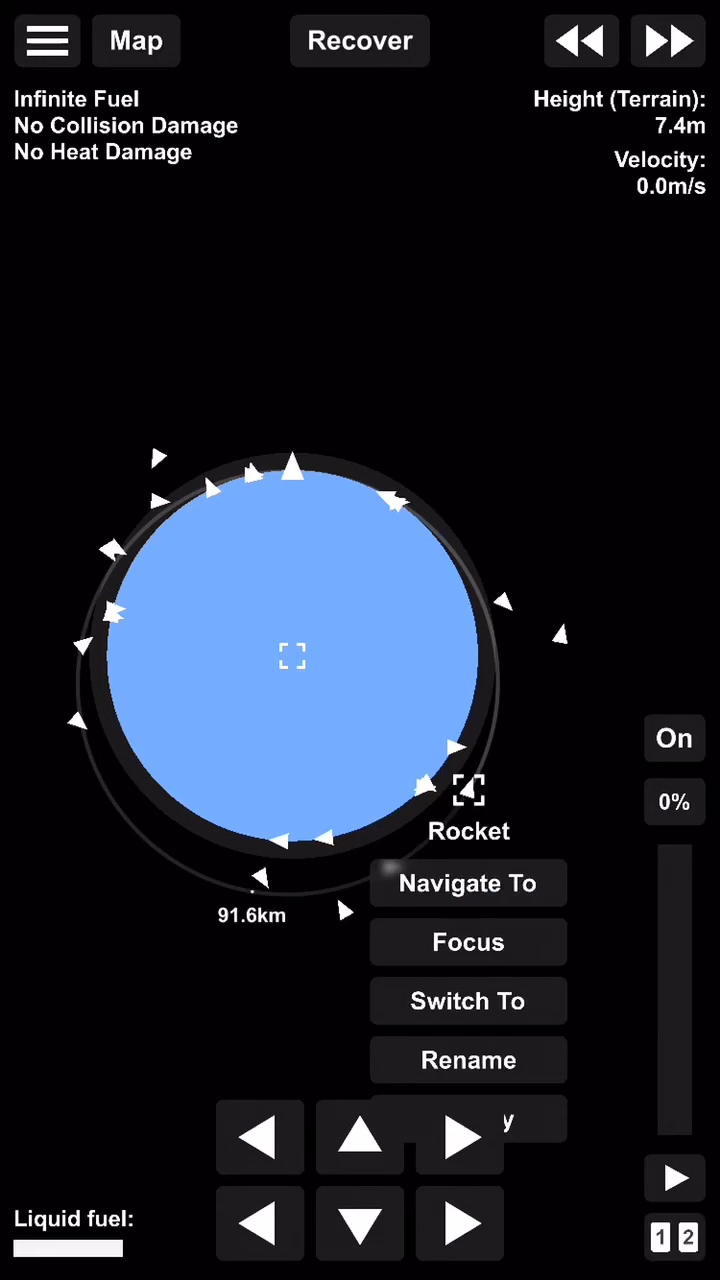 Map
Recover
Infinite Fuel
No Collision Damage
No Heat Damage
Height (Terrain):
7.4m
Velocity:
0.0m/s
On
0%
Rocket
Navigate To
91.6km
Focus
Switch To
Rename
y
Liquid fuel:
1 2